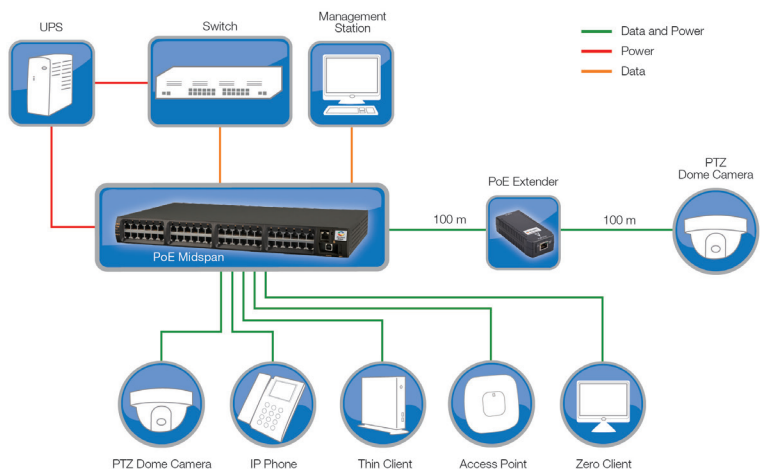 UPS
Switch
Management
Station
Data and Power
Power
Data
PoE Midspan
100 m
PoE Extender
100 m
PTZ
Dome Camera
PTZ Dome Camera
IP Phone
Thin Client
Access Point
Zero Client